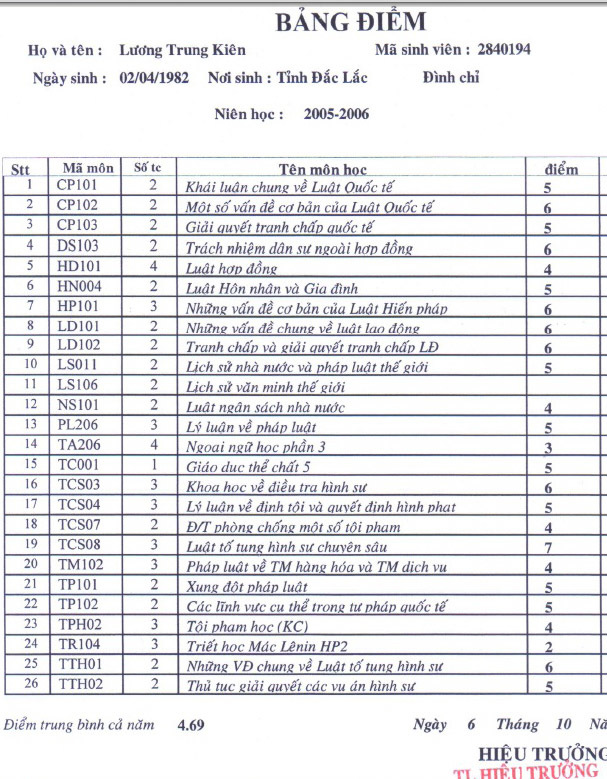 BẢNG ĐIỂM
Họ và tên : Lương Trung Kiên Mã sinh viên : 2840194
Ngày sinh : 02/04/1982 Nơi sinh : Tỉnh Đắc Lắc Đình chỉ
Niên học : 2005-2006
Stt Mã môn Số tc Tên môn học điểm
1 CP101 2 Khái luận chung về Luật Quốc tế 5
2 CP102 2 Một số vấn đề cơ bản của Luật Quốc tế 6
3 CP103 2 Giải quyết tranh chấp quốc tế 5
4 DS103 2 Trách nhiệm dân sự ngoài hợp đồng 6
5 HD101 4 Luật hợp đồng 4
6 HN004 2 Luật Hôn nhân và Gia đình 5
7 HP101 3 Những vấn đề cơ bản của Luật Hiến pháp 6
8 LD101 2 Những vấn đề chung về luật lao động 6
9 LD102 2 Tranh chấp và giải quyết tranh chấp LĐ 6
10 LS011 2 Lịch sử nhà nước và pháp luật thế giới 5
11 LS106 2 Lịch sử văn minh thế giới
12 NS101 2 Luật ngân sách nhà nước 4
13 PL206 3 Lý luận về pháp luật 5
14 TA206 4 Ngoại ngữ học phần 3 3
15 TC001 1 Giáo dục thể chất 5 5
16 TCS03 3 Khoa học về điều tra hình sự 6
17 TCS04 3 Lý luận về định tội và quyết định hình phạt 5
18 TCS07 2 Đ/T phòng chống một số tội phạm 4
19 TCS08 3 Luật tố tụng hình sự chuyên sâu 7
20 TM102 3 Pháp luật về TM hàng hóa và TM dịch vụ 4
21 TP101 2 Xung đột pháp luật 5
22 TP102 2 Các lĩnh vực cụ thể trong tư pháp quốc tế 5
23 TPH02 3 Tội phạm học (KC) 4
24 TR104 3 Triết học Mác Lênin HP2 2
25 TTH01 2 Những VĐ chung về Luật tố tụng hình sự 6
26 TTH02 2 Thủ tục giải quyết các vụ án hình sự 5
Điểm trung bình cả năm 4.69 Ngày 6 Tháng 10 Nă
HIỆU TRƯỞNG
TL HIỆU TRƯỞNG